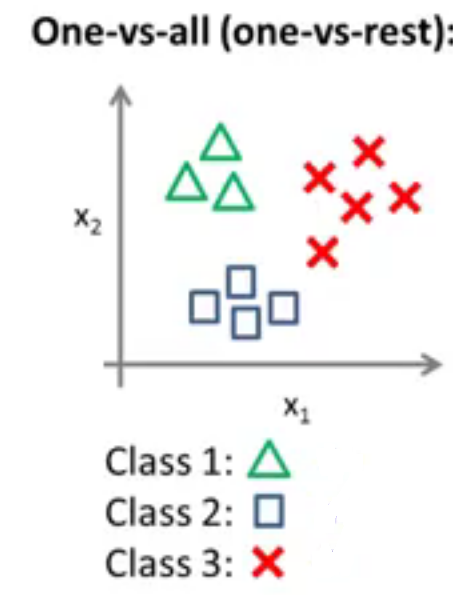 One-vs-all (one-vs-rest):
x₂
x₁
Class 1:
Class 2:
Class 3: